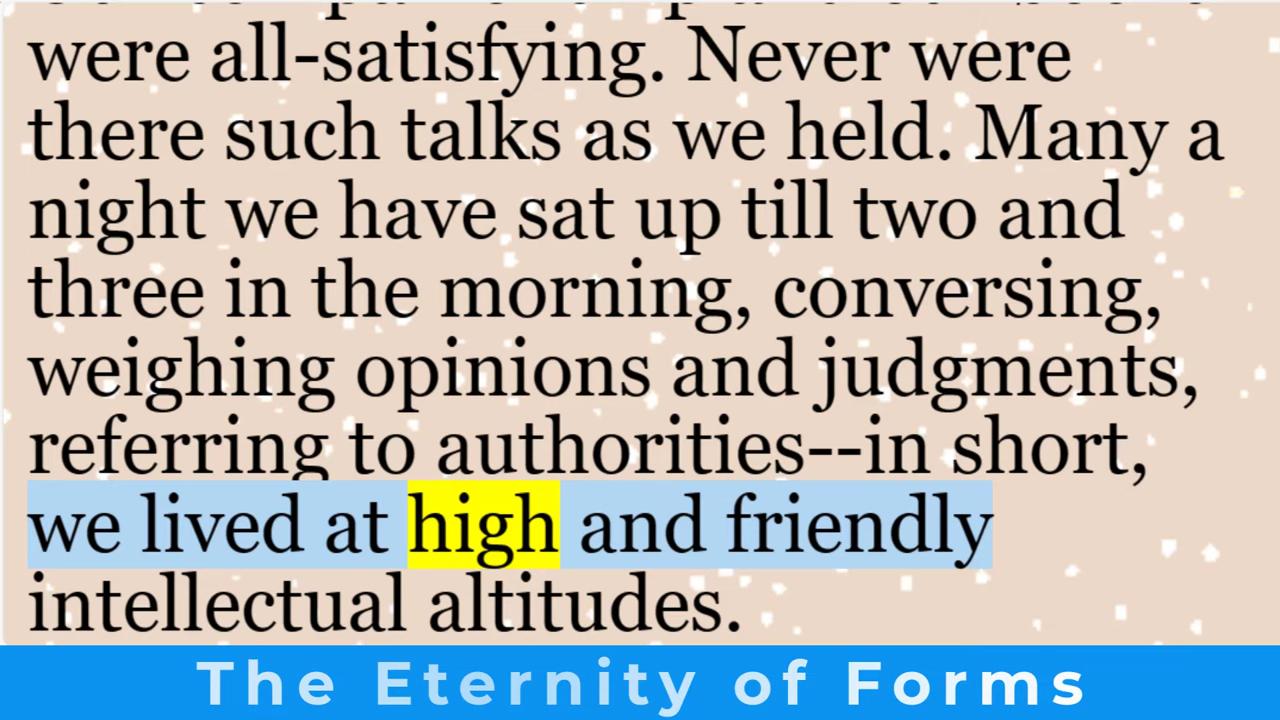 were all-satisfying. Never were
there such talks as we held. Many a
night we have sat up till two and
three in the morning, conversing,
weighing opinions and judgments,
referring to authorities--in short,
we lived at high and friendly
intellectual altitudes.
The Eternity of Forms